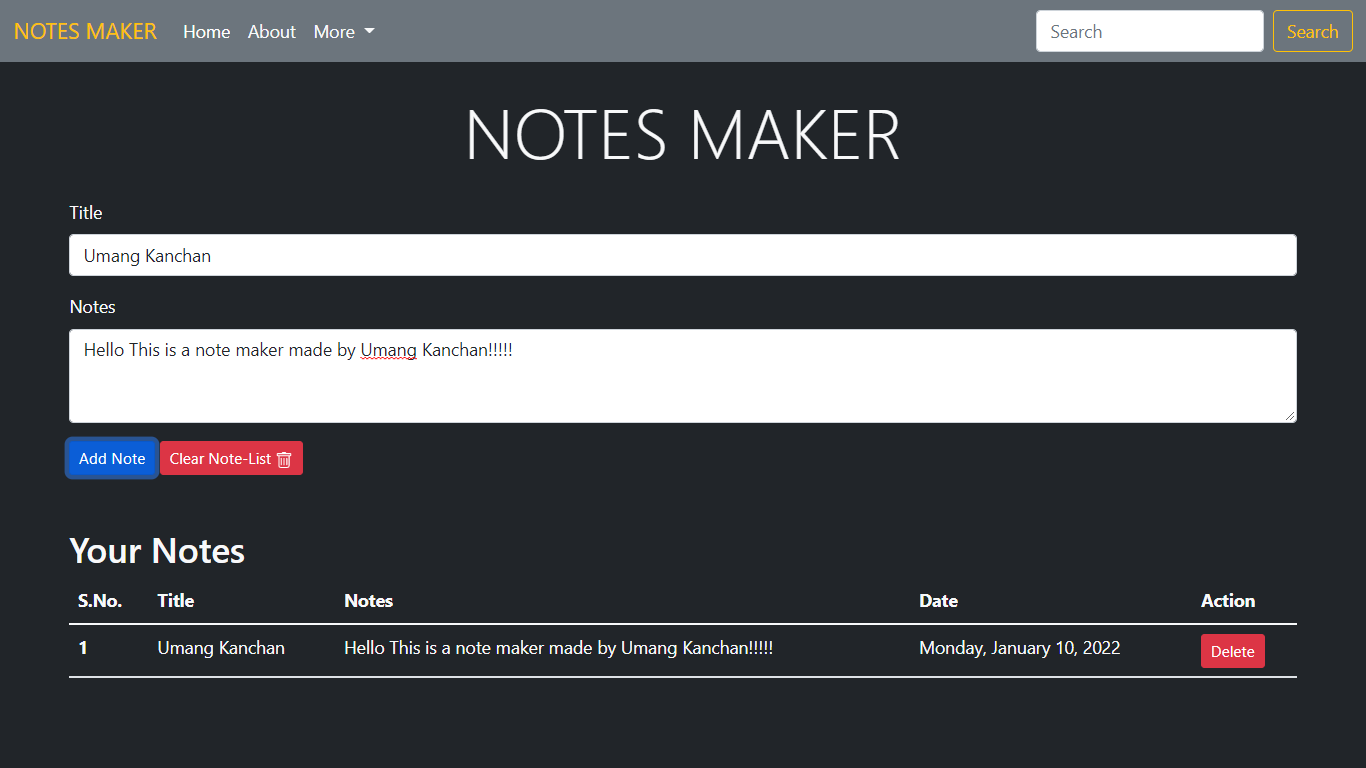 NOTES MAKER Home About More Search Search
NOTES MAKER
Title
Umang Kanchan
Notes
Hello This is a note maker made by Umang Kanchan!!!!!
Add Note Clear Note-List
Your Notes
S.No. Title Notes Date Action
1 Umang Kanchan Hello This is a note maker made by Umang Kanchan!!!!! Monday, January 10, 2022 Delete